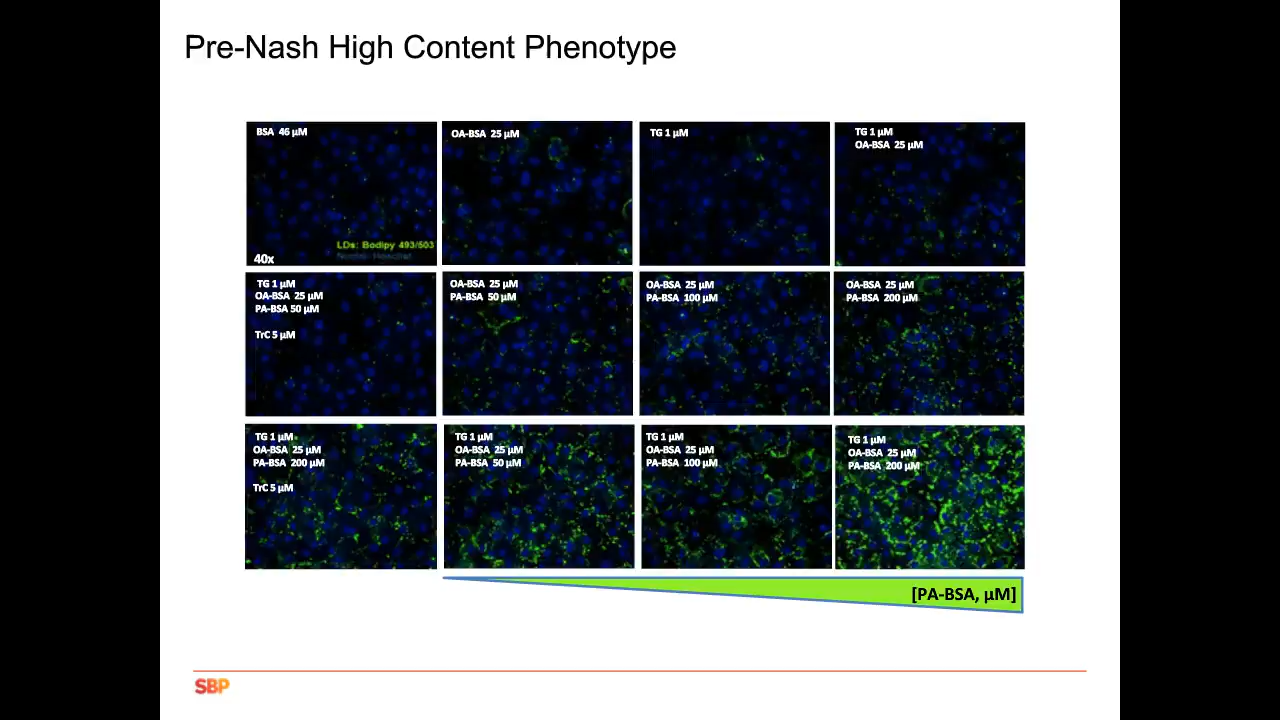 Pre-Nash High Content Phenotype
BSA 46 µM
LDs: Bodipy 493/503
40x
OA-BSA 25 µM
TG 1 µM
TG 1 µM
OA-BSA 25 µM
TG 1 µM
OA-BSA 25 µM
PA-BSA 50 µM
TrC 5 µM
OA-BSA 25 µM
PA-BSA 50 µM
OA-BSA 25 µM
PA-BSA 100 µM
OA-BSA 25 µM
PA-BSA 200 µM
TG 1 µM
OA-BSA 25 µM
PA-BSA 200 µM
TrC 5 µM
TG 1 µM
OA-BSA 25 µM
PA-BSA 50 µM
TG 1 µM
OA-BSA 25 µM
PA-BSA 100 µM
TG 1 µM
OA-BSA 25 µM
PA-BSA 200 µM
[PA-BSA, µM]
SBP